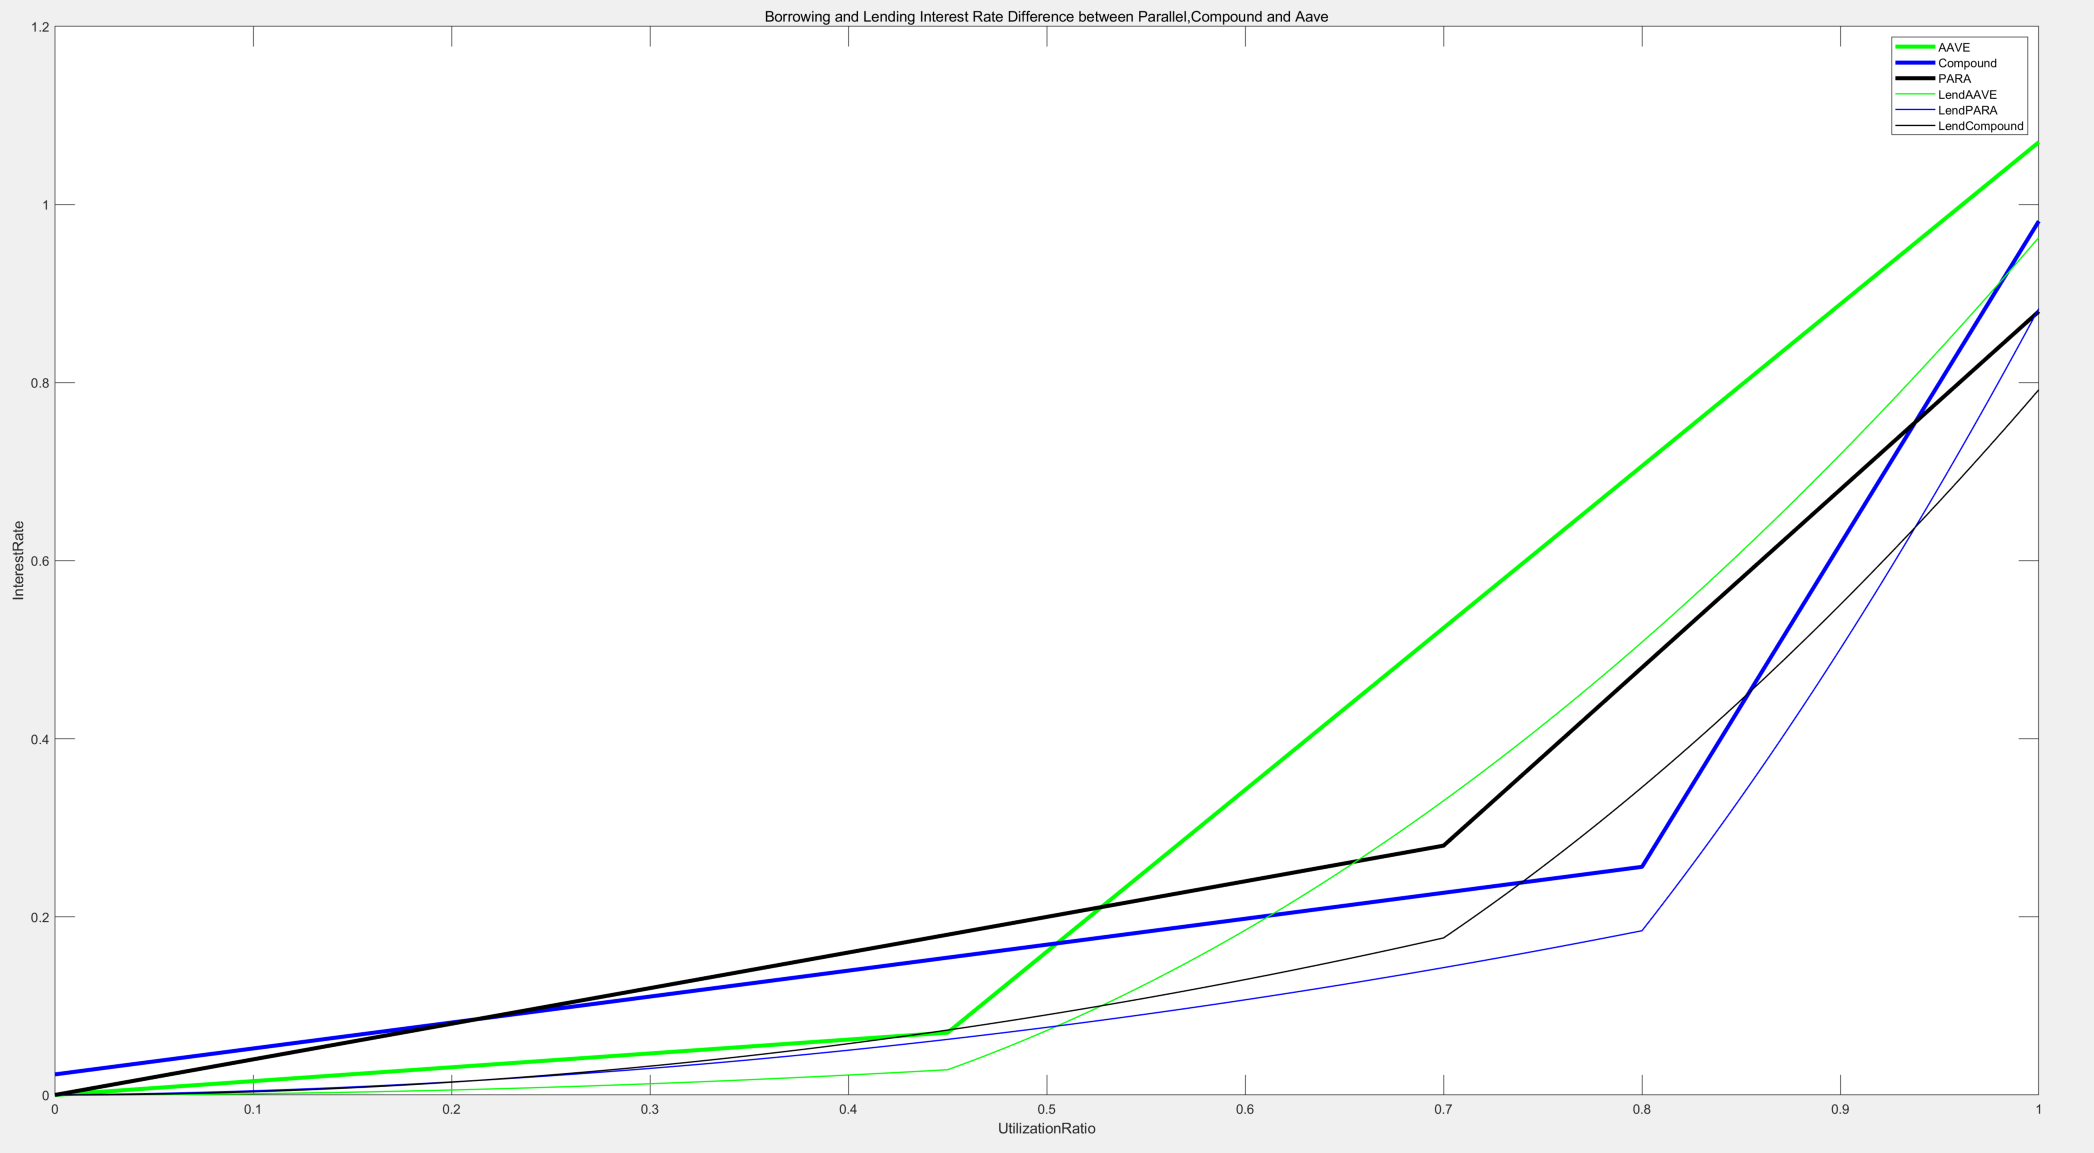 Borrowing and Lending Interest Rate Difference between Parallel,Compound and Aave
AAVE
Compound
PARA
LendAAVE
LendPARA
LendCompound
InterestRate
1.2
1
0.8
0.6
0.4
0.2
0
0 0.1 0.2 0.3 0.4 0.5 0.6 0.7 0.8 0.9 1
UtilizationRatio